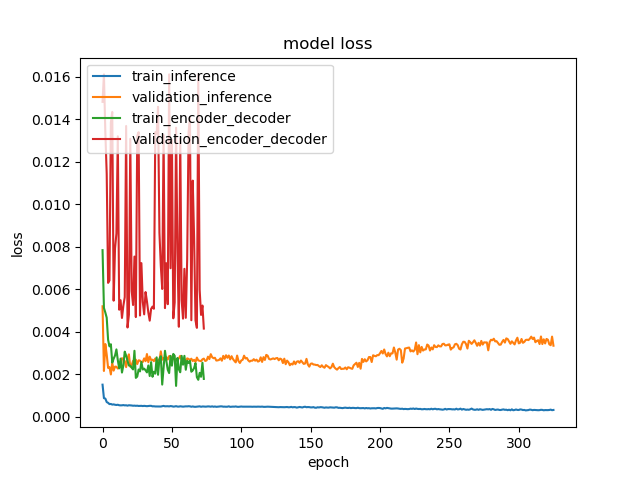 model loss
train_inference
validation_inference
train_encoder_decoder
validation_encoder_decoder
loss
0.016
0.014
0.012
0.010
0.008
0.006
0.004
0.002
0.000
0 50 100 150 200 250 300
epoch